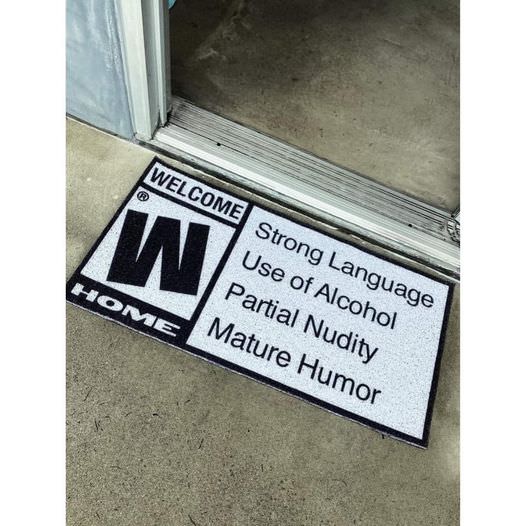 WELCOME
®
W
HOME
Strong Language
Use of Alcohol
Partial Nudity
Mature Humor